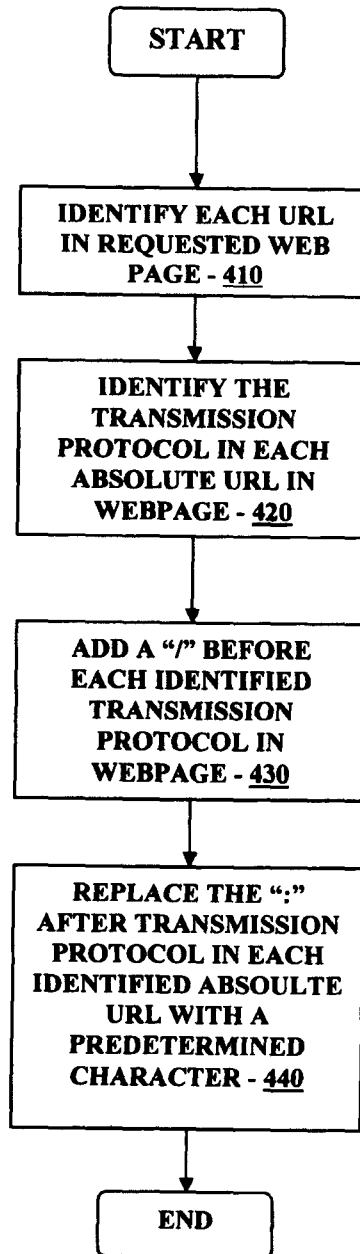 START
IDENTIFY EACH URL
IN REQUESTED WEB
PAGE - 410
IDENTIFY THE
TRANSMISSION
PROTOCOL IN EACH
ABSOLUTE URL IN
WEBPAGE - 420
ADD A “/” BEFORE
EACH IDENTIFIED
TRANSMISSION
PROTOCOL IN
WEBPAGE - 430
REPLACE THE “:”
AFTER TRANSMISSION
PROTOCOL IN EACH
IDENTIFIED ABSOULTE
URL WITH A
PREDETERMINED
CHARACTER - 440
END